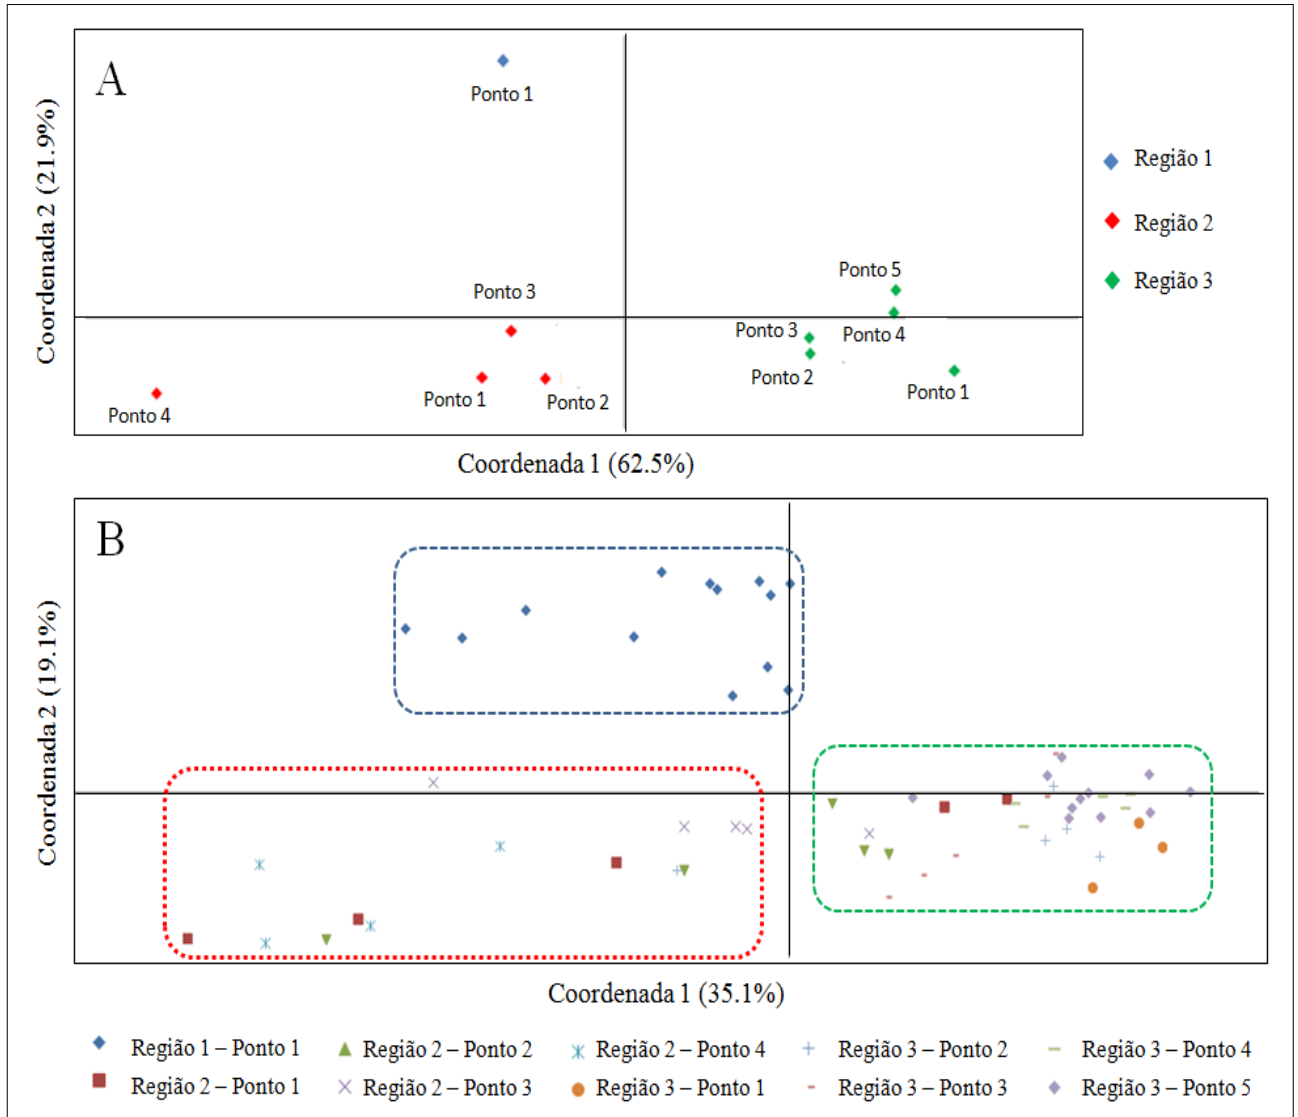 A
Ponto 1
Coordenada 2 (21.9%)
Região 1
Região 2
Região 3
Ponto 5
Ponto 3
Ponto 3
Ponto 4
Ponto 2
Ponto 1
Ponto 1
Ponto 2
Ponto 4
Coordenada 1 (62.5%)
B
Coordenada 2 (19.1%)
Coordenada 1 (35.1%)
Região 1 – Ponto 1
Região 2 – Ponto 2
Região 2 – Ponto 4
Região 3 – Ponto 2
Região 3 – Ponto 4
Região 2 – Ponto 1
Região 2 – Ponto 3
Região 3 – Ponto 1
Região 3 – Ponto 3
Região 3 – Ponto 5